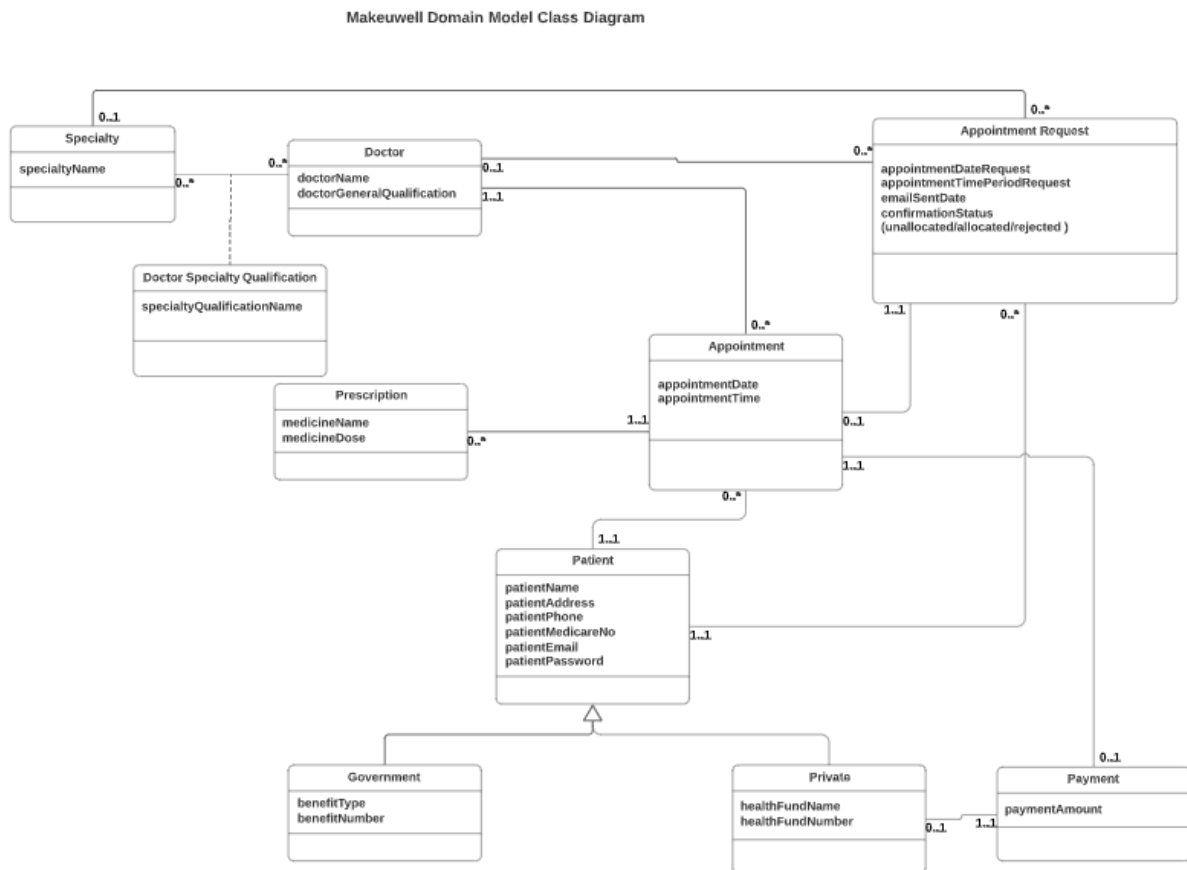 Makeuwell Domain Model Class Diagram
0..1
0..*
Specialty
specialtyName
0..*
0..*
Doctor
doctorName
doctorGeneralQualification
0..1
1..1
0..*
Appointment Request
appointmentDateRequest
appointmentTimePeriodRequest
emailSentDate
confirmationStatus
(unallocated/allocated/rejected )
1..1
0..*
Doctor Specialty Qualification
specialtyQualificationName
0..*
Appointment
appointmentDate
appointmentTime
1..1
0..1
1..1
0..*
Prescription
medicineName
medicineDose
0..*
1..1
Patient
patientName
patientAddress
patientPhone
patientMedicareNo
patientEmail
patientPassword
1..1
Government
benefitType
benefitNumber
Private
healthFundName
healthFundNumber
0..1
1..1
0..1
Payment
paymentAmount